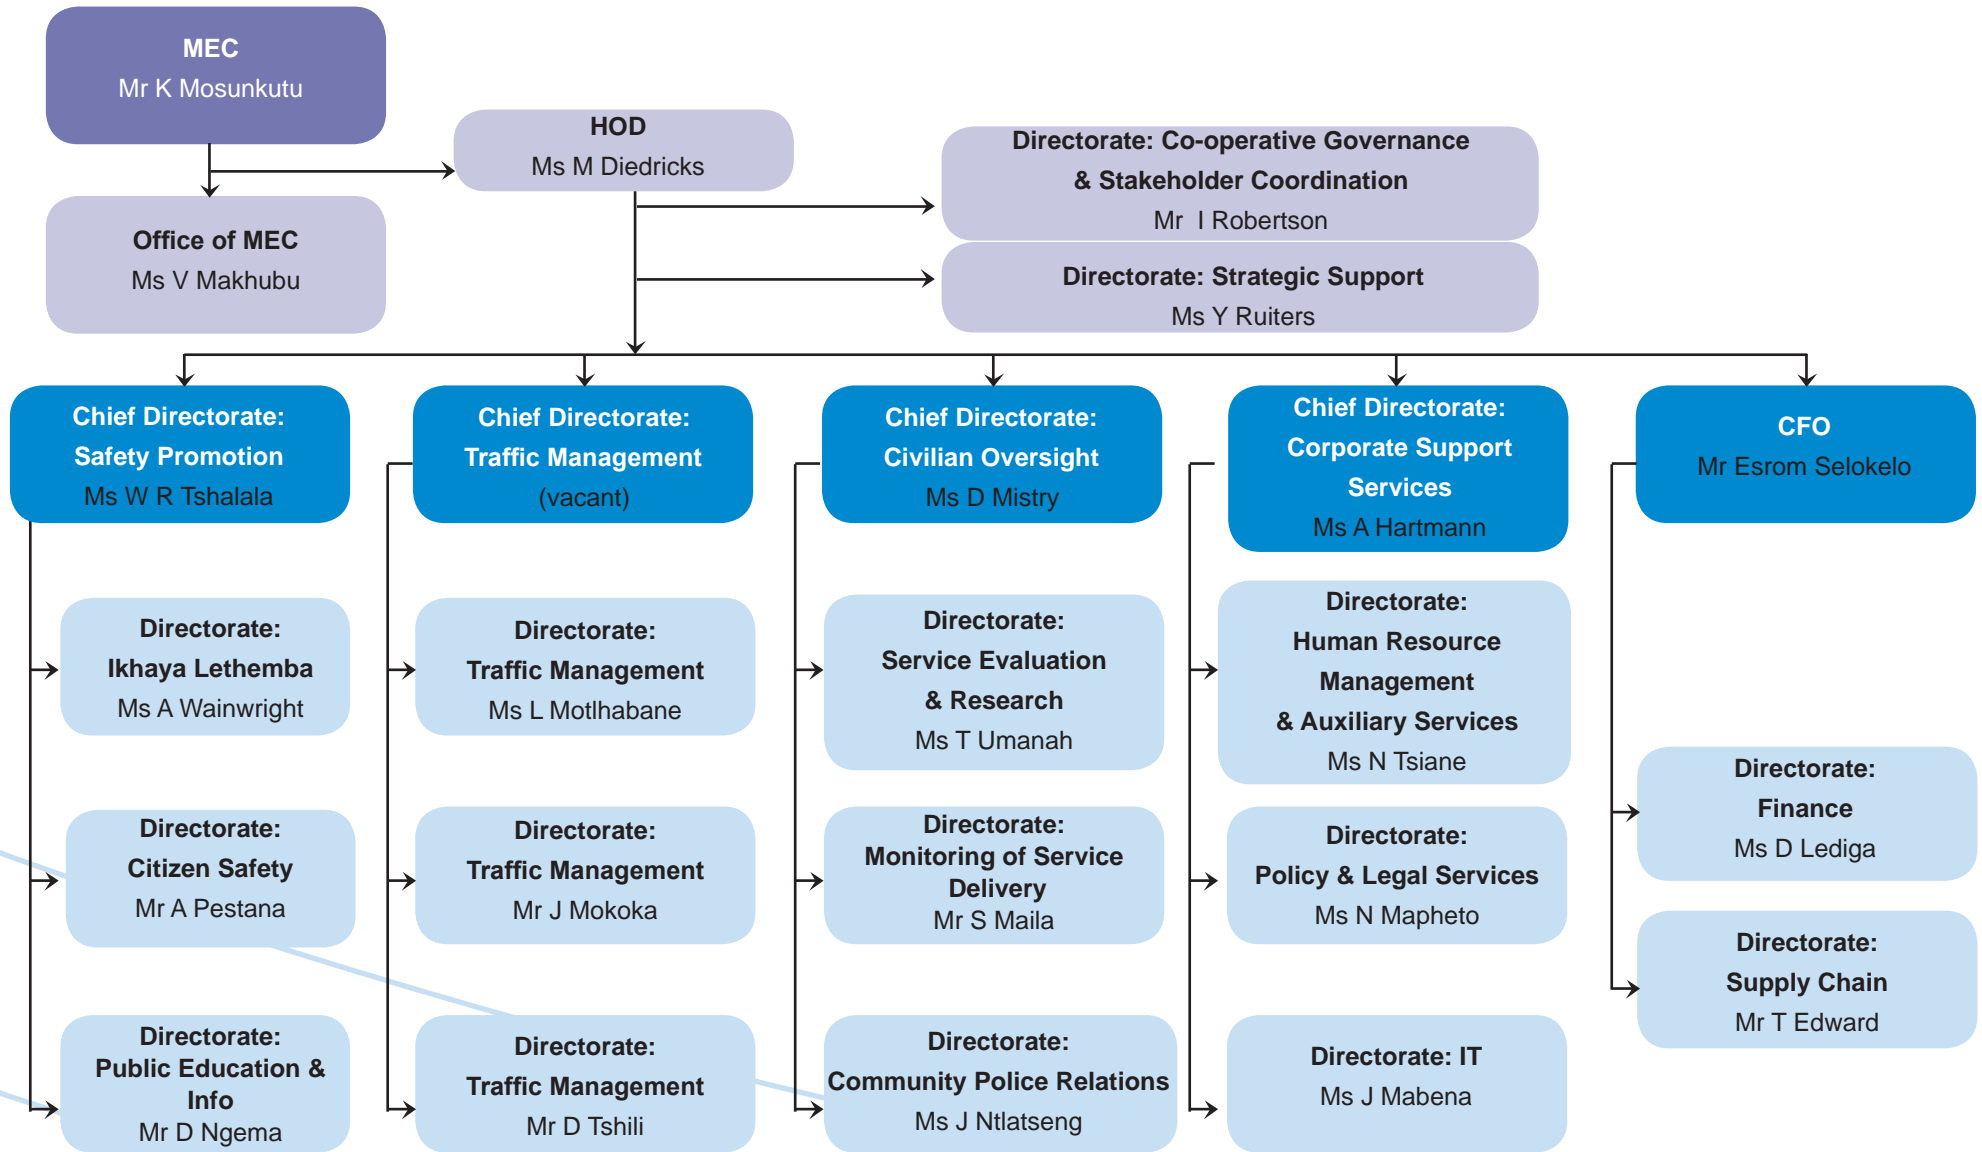 MEC
Mr K Mosunkutu
HOD
Ms M Diedricks
Directorate: Co-operative Governance
& Stakeholder Coordination
Mr I Robertson
Office of MEC
Ms V Makhubu
Directorate: Strategic Support
Ms Y Ruiters
Chief Directorate:
Safety Promotion
Ms W R Tshalala
Chief Directorate:
Traffic Management
(vacant)
Chief Directorate:
Civilian Oversight
Ms D Mistry
Chief Directorate:
Corporate Support
Services
Ms A Hartmann
CFO
Mr Esrom Selokelo
Directorate:
Ikhaya Lethemba
Ms A Wainwright
Directorate:
Traffic Management
Ms L Motlhabane
Directorate:
Service Evaluation
& Research
Ms T Umanah
Directorate:
Human Resource
Management
& Auxiliary Services
Ms N Tsiane
Directorate:
Finance
Ms D Lediga
Directorate:
Citizen Safety
Mr A Pestana
Directorate:
Traffic Management
Mr J Mokoka
Directorate:
Monitoring of Service
Delivery
Mr S Maila
Directorate:
Policy & Legal Services
Ms N Mapheto
Directorate:
Supply Chain
Mr T Edward
Directorate:
Public Education &
Info
Mr D Ngema
Directorate:
Traffic Management
Mr D Tshili
Directorate:
Community Police Relations
Ms J Ntlatseng
Directorate: IT
Ms J Mabena